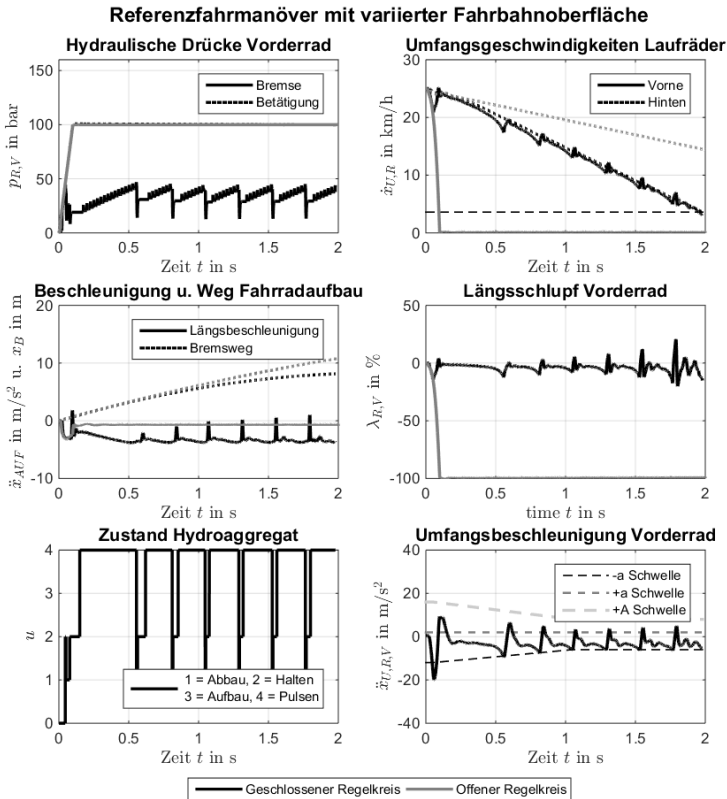 Referenzfahrmanöver mit variierter Fahrbahnoberfläche
Hydraulische Drücke Vorderrad
p_{R,V} in bar
150
100
50
0
Bremse
Betätigung
0 0.5 1 1.5 2
Zeit t in s
Umfangsgeschwindigkeiten Laufräder
ẋ_{U,R} in km/h
30
20
10
0
Vorne
Hinten
0 0.5 1 1.5 2
Zeit t in s
Beschleunigung u. Weg Fahrradaufbau
ẍ_{AUF} in m/s² u. x_B in m
20
10
0
-10
Längsbeschleunigung
Bremsweg
0 0.5 1 1.5 2
Zeit t in s
Längsschlupf Vorderrad
λ_{R,V} in %
50
0
-50
-100
0 0.5 1 1.5 2
time t in s
Zustand Hydroaggregat
u
4
3
2
1
0
1 = Abbau, 2 = Halten
3 = Aufbau, 4 = Pulsen
0 0.5 1 1.5 2
Zeit t in s
Umfangsbeschleunigung Vorderrad
ẍ_{U,R,V} in m/s²
40
20
0
-20
-40
-a Schwelle
+a Schwelle
+A Schwelle
0 0.5 1 1.5 2
Zeit t in s
Geschlossener Regelkreis
Offener Regelkreis